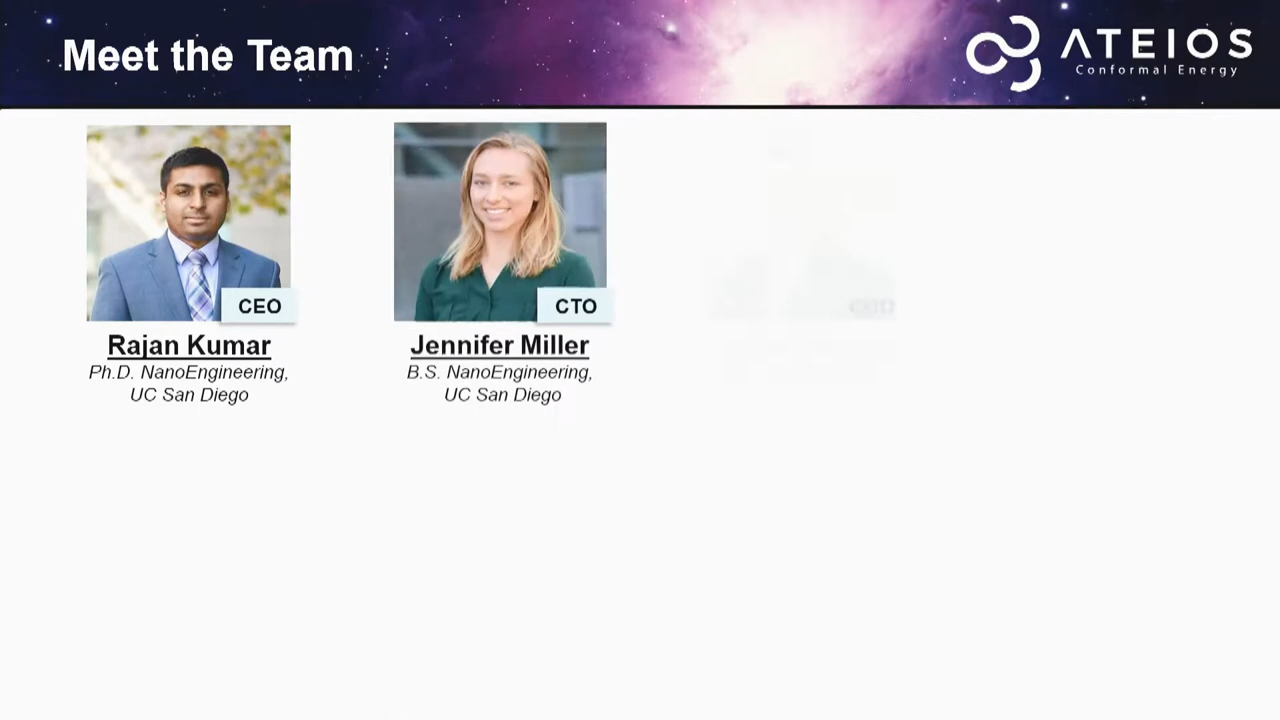 Meet the Team
ATEIOS
Conformal Energy
CEO
Rajan Kumar
Ph.D. NanoEngineering,
UC San Diego
CTO
Jennifer Miller
B.S. NanoEngineering,
UC San Diego